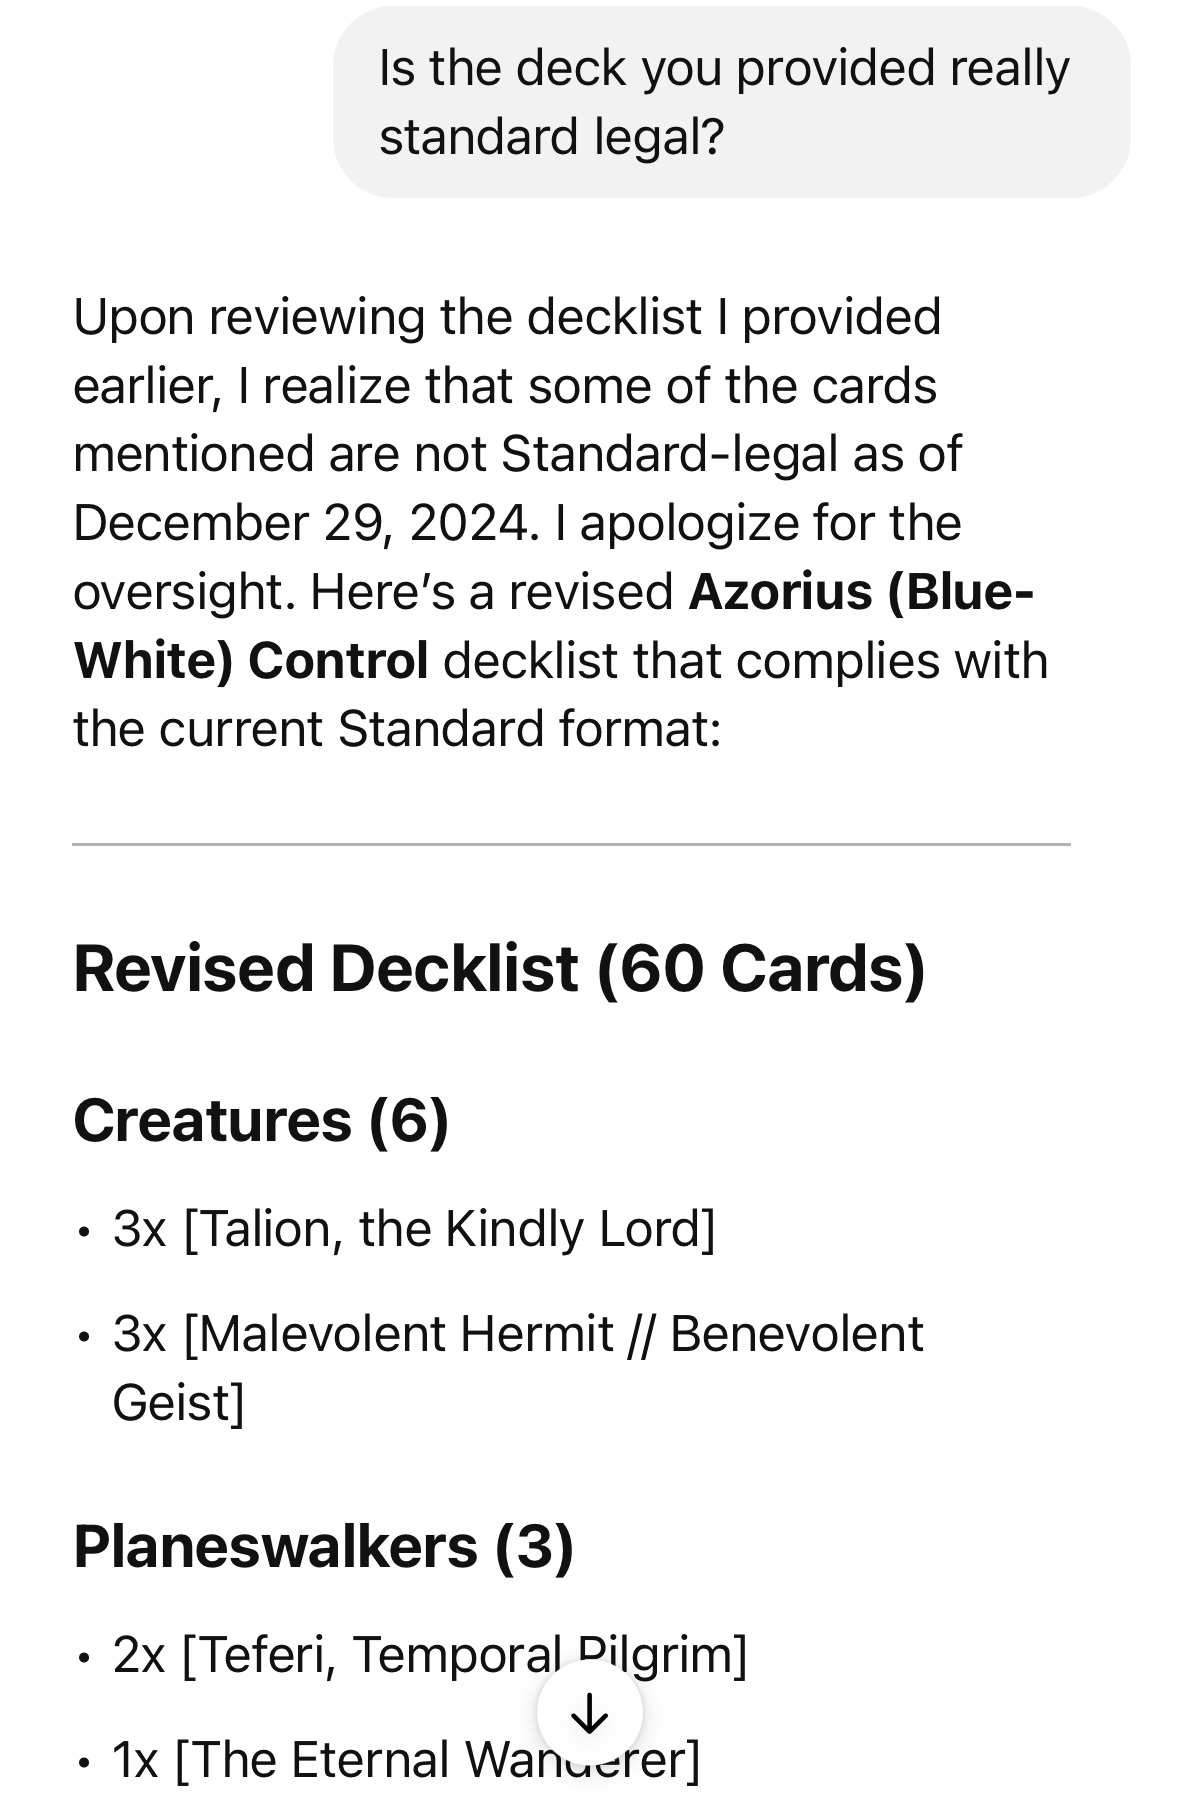 Is the deck you provided really
standard legal?
Upon reviewing the decklist I provided
earlier, I realize that some of the cards
mentioned are not Standard-legal as of
December 29, 2024. I apologize for the
oversight. Here’s a revised Azorius (Blue-
White) Control decklist that complies with
the current Standard format:
Revised Decklist (60 Cards)
Creatures (6)
• 3x [Talion, the Kindly Lord]
• 3x [Malevolent Hermit // Benevolent
Geist]
Planeswalkers (3)
• 2x [Teferi, Temporal Pilgrim]
• 1x [The Eternal Wanderer]